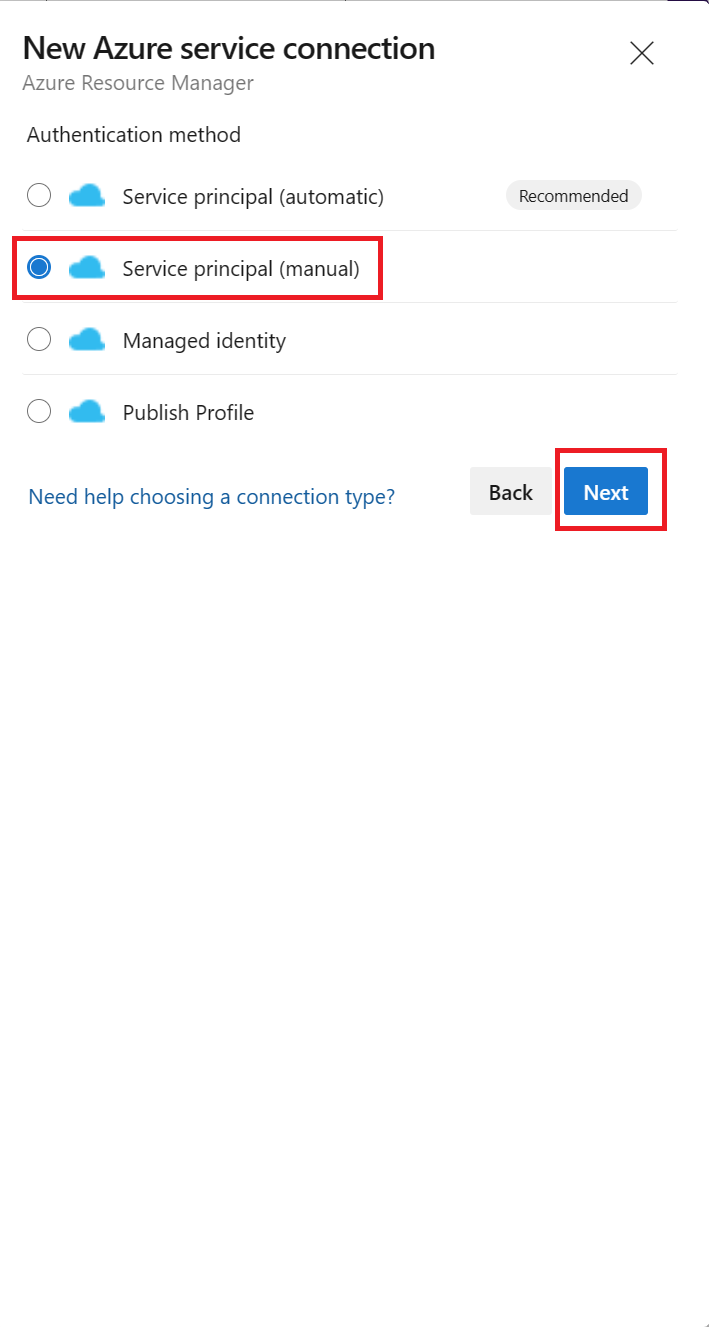 New Azure service connection
Azure Resource Manager
Authentication method
Service principal (automatic) Recommended
Service principal (manual)
Managed identity
Publish Profile
Need help choosing a connection type? Back Next